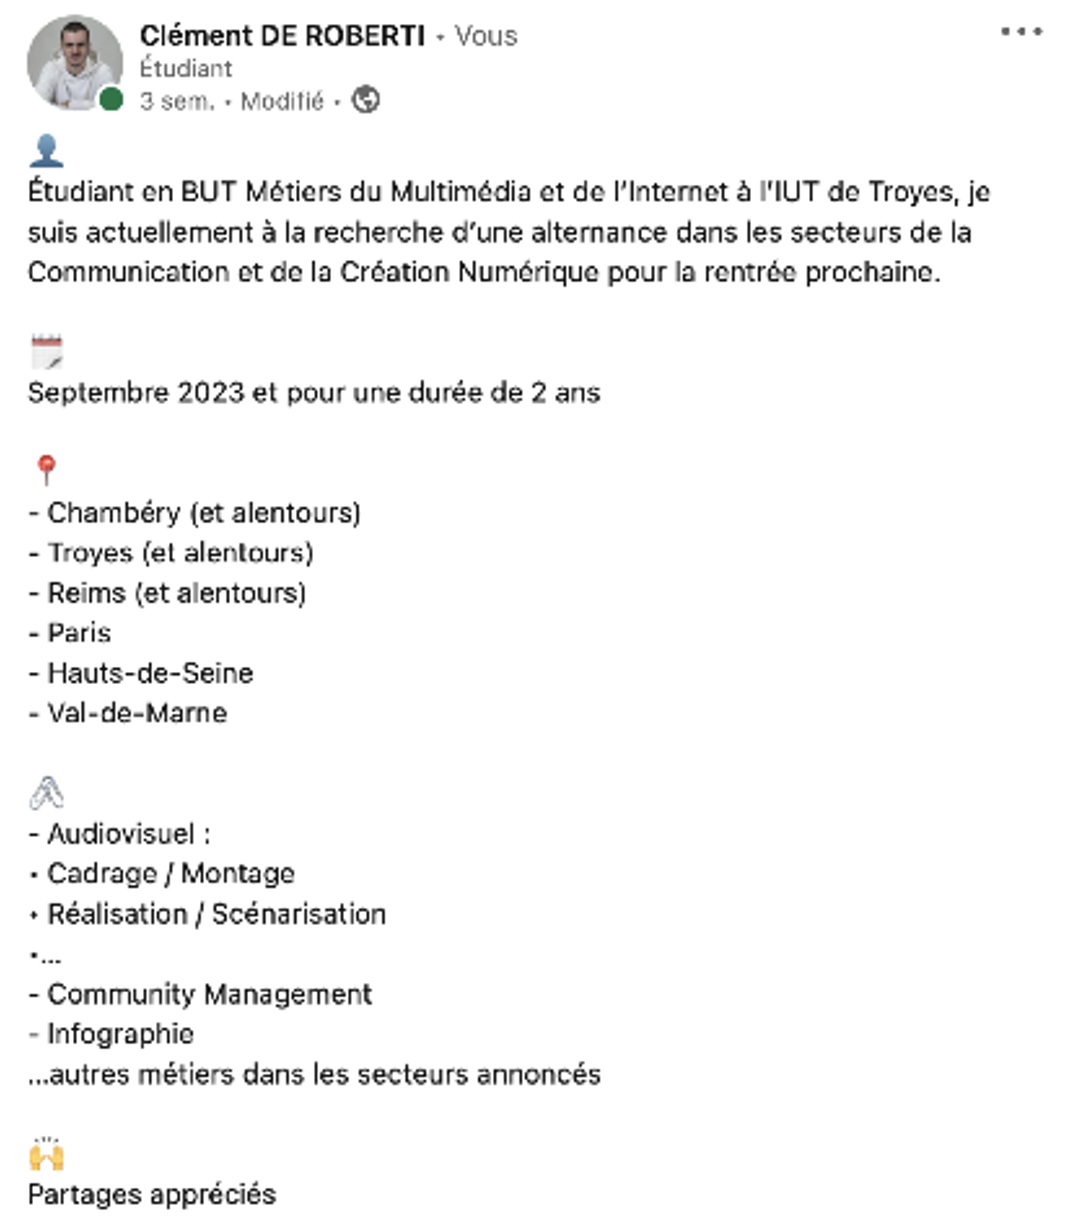 Clément DE ROBERTI • Vous
Étudiant
3 sem. • Modifié •
Étudiant en BUT Métiers du Multimédia et de l'Internet à l'IUT de Troyes, je
suis actuellement à la recherche d'une alternance dans les secteurs de la
Communication et de la Création Numérique pour la rentrée prochaine.
Septembre 2023 et pour une durée de 2 ans
- Chambéry (et alentours)
- Troyes (et alentours)
- Reims (et alentours)
- Paris
- Hauts-de-Seine
- Val-de-Marne
- Audiovisuel :
• Cadrage / Montage
• Réalisation / Scénarisation
•...
- Community Management
- Infographie
...autres métiers dans les secteurs annoncés
Partages appréciés